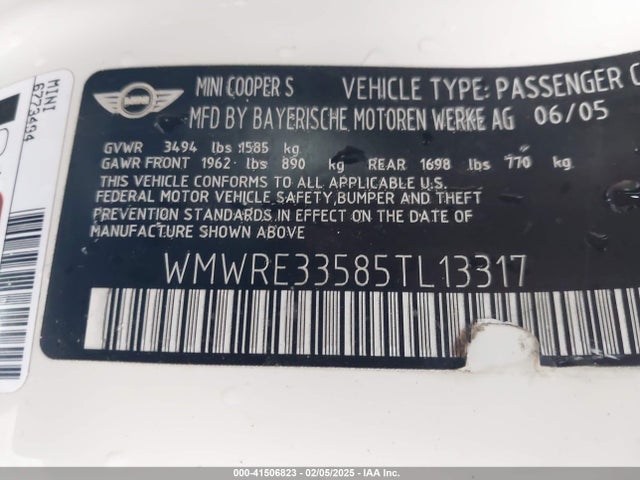 MINI
MINI COOPER S VEHICLE TYPE: PASSENGER C
MFD BY BAYERISCHE MOTOREN WERKE AG 06/05
GVWR 3494 lbs 1585 kg
GAWR FRONT 1962 lbs 890 kg REAR 1698 lbs 770 kg
THIS VEHICLE CONFORMS TO ALL APPLICABLE U.S.
FEDERAL MOTOR VEHICLE SAFETY, BUMPER AND THEFT
PREVENTION STANDARDS IN EFFECT ON THE DATE OF
MANUFACTURE SHOWN ABOVE
WMWRE33585TL13317
MINI
6773494
000-41506823 / 02/05/2025 - IAA Inc.